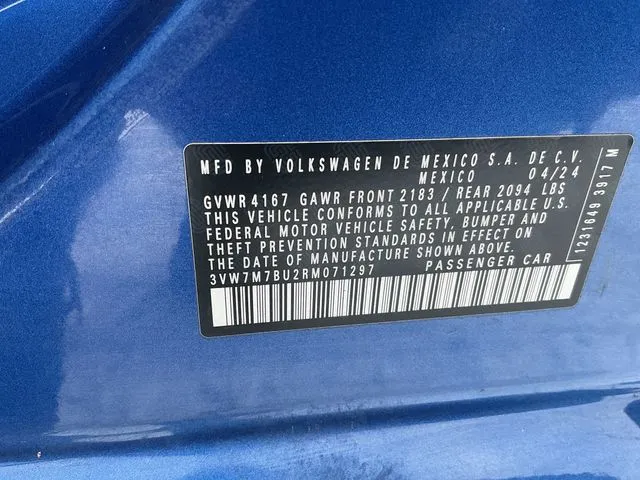 MFD BY VOLKSWAGEN DE MEXICO S.A. DE C.V.
MEXICO 04/24
GVWR 4167 GAWR FRONT 2183 / REAR 2094 LBS
THIS VEHICLE CONFORMS TO ALL APPLICABLE U.S.
FEDERAL MOTOR VEHICLE SAFETY, BUMPER AND
THEFT PREVENTION STANDARDS IN EFFECT ON
THE DATE OF MANUFACTURE SHOWN ABOVE.
3VW7M7BU2RM071297 PASSENGER CAR
1231649 3917 M